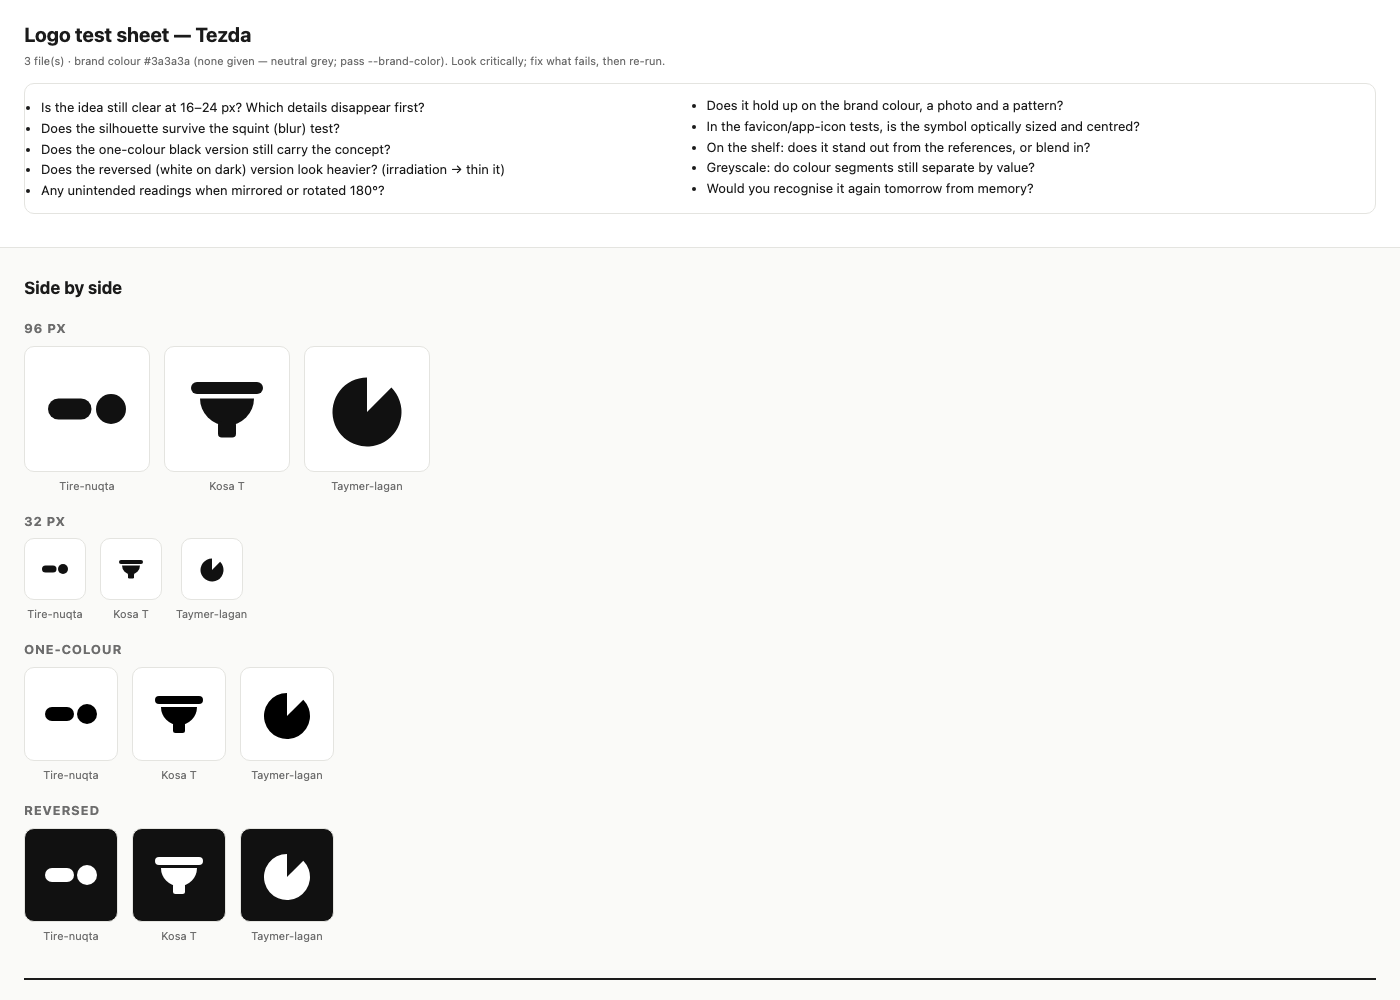 Logo test sheet — Tezda
3 file(s) · brand colour #3a3a3a (none given — neutral grey; pass --brand-color). Look critically; fix what fails, then re-run.
• Is the idea still clear at 16–24 px? Which details disappear first?
• Does the silhouette survive the squint (blur) test?
• Does the one-colour black version still carry the concept?
• Does the reversed (white on dark) version look heavier? (irradiation → thin it)
• Any unintended readings when mirrored or rotated 180°?
• Does it hold up on the brand colour, a photo and a pattern?
• In the favicon/app-icon tests, is the symbol optically sized and centred?
• On the shelf: does it stand out from the references, or blend in?
• Greyscale: do colour segments still separate by value?
• Would you recognise it again tomorrow from memory?
Side by side
96 PX
Tire-nuqta Kosa T Taymer-lagan
32 PX
Tire-nuqta Kosa T Taymer-lagan
ONE-COLOUR
Tire-nuqta Kosa T Taymer-lagan
REVERSED
Tire-nuqta Kosa T Taymer-lagan